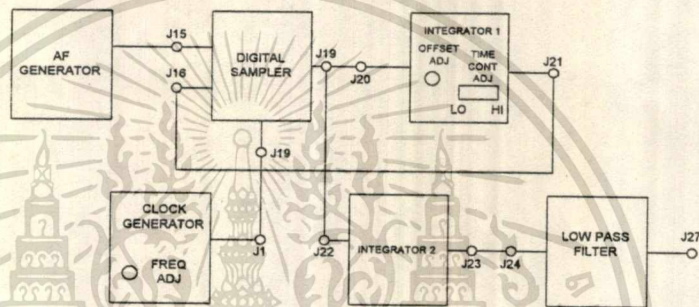 AF
GENERATOR
J15
J16
DIGITAL
SAMPLER
J19
J20
INTEGRATOR 1
OFFSET
ADJ
TIME
CONT
ADJ
LO HI
J21
J19
CLOCK
GENERATOR
FREQ
ADJ
J1
J22
INTEGRATOR 2
J23
J24
LOW PASS
FILTER
J27